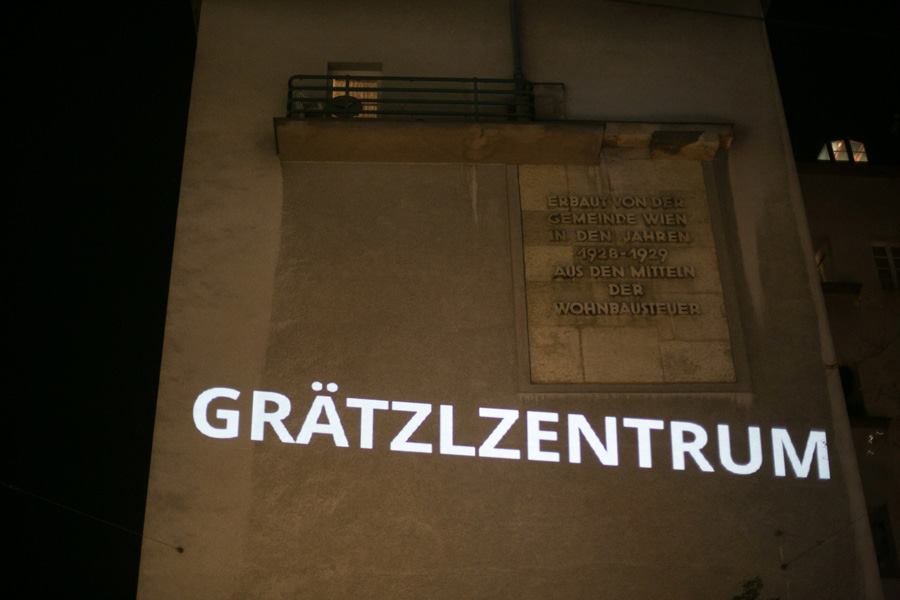 ERBAUT VON DER
GEMEINDE WIEN
IN DEN JAHREN
1928-1929
AUS DEN MITTELN
DER
WOHNBAUSTEUER
GRÄTZLZENTRUM